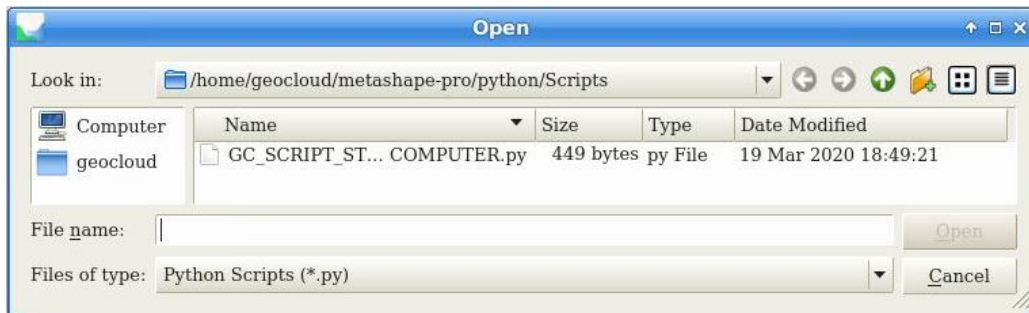 Open
Look in: /home/geocloud/metashape-pro/python/Scripts
Computer
geocloud
Name Size Type Date Modified
GC_SCRIPT_ST... COMPUTER.py 449 bytes py File 19 Mar 2020 18:49:21
File name: Open
Files of type: Python Scripts (*.py) Cancel